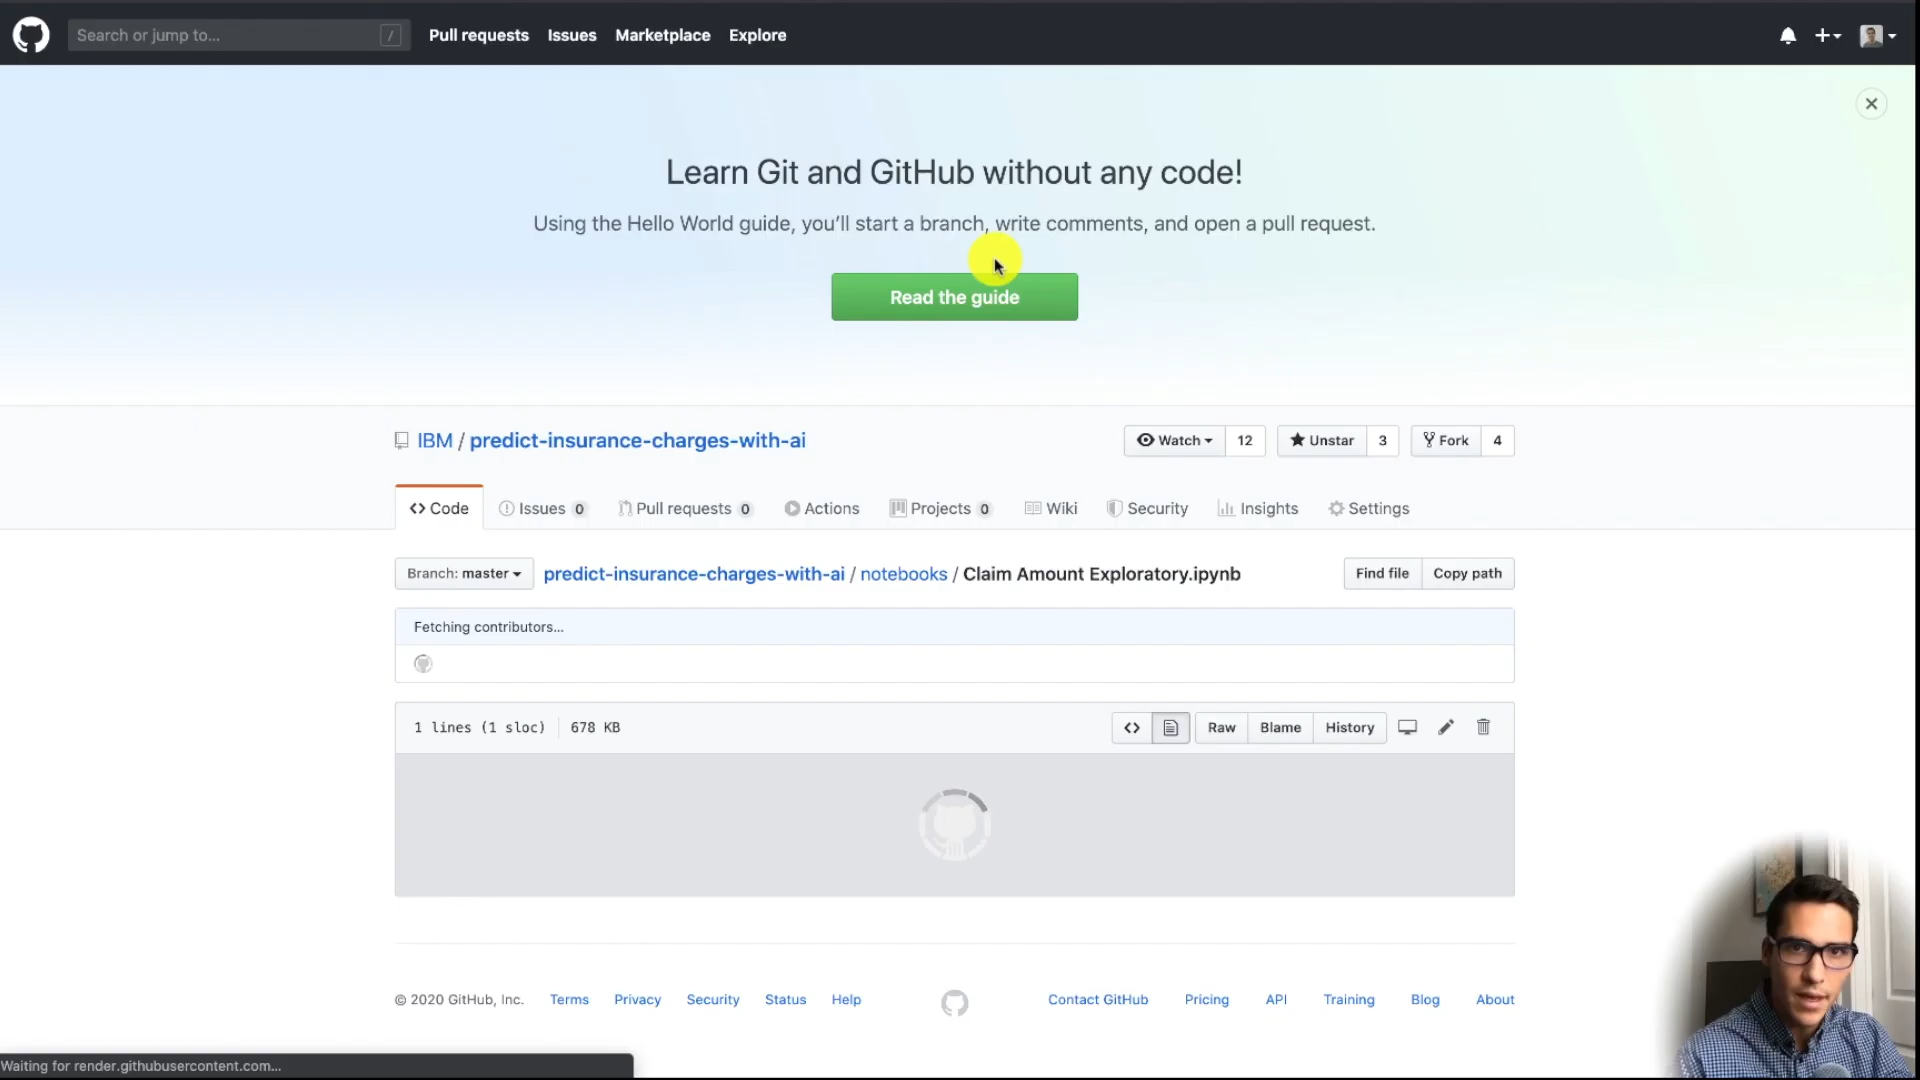 Search or jump to... /
Pull requests Issues Marketplace Explore
Learn Git and GitHub without any code!
Using the Hello World guide, you’ll start a branch, write comments, and open a pull request.
Read the guide
IBM / predict-insurance-charges-with-ai
Watch 12 Unstar 3 Fork 4
Code Issues 0 Pull requests 0 Actions Projects 0 Wiki Security Insights Settings
Branch: master predict-insurance-charges-with-ai / notebooks / Claim Amount Exploratory.ipynb Find file Copy path
Fetching contributors…
1 lines (1 sloc) 678 KB <> Raw Blame History
© 2020 GitHub, Inc. Terms Privacy Security Status Help Contact GitHub Pricing API Training Blog About
Waiting for render.githubusercontent.com...